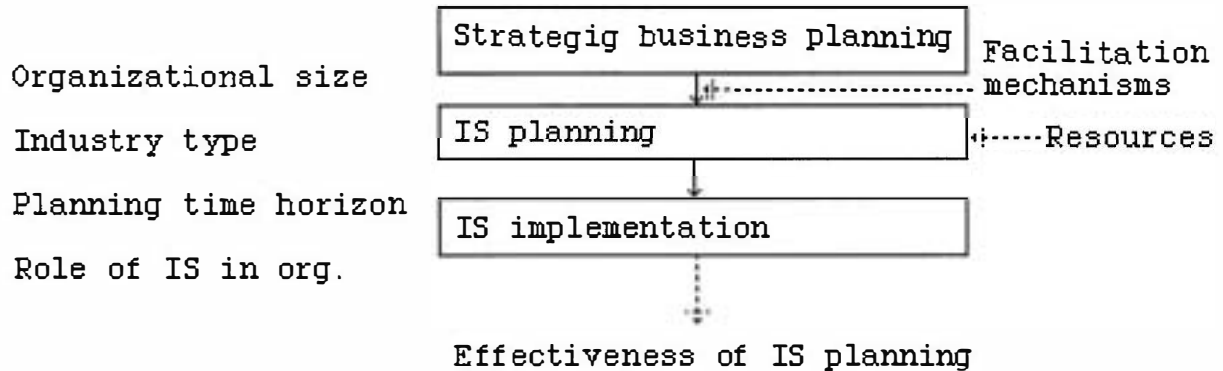 Strategig business planning
Facilitation
mechanisms
Organizational size
IS planning
Resources
Industry type
Planning time horizon
IS implementation
Role of IS in org.
Effectiveness of IS planning